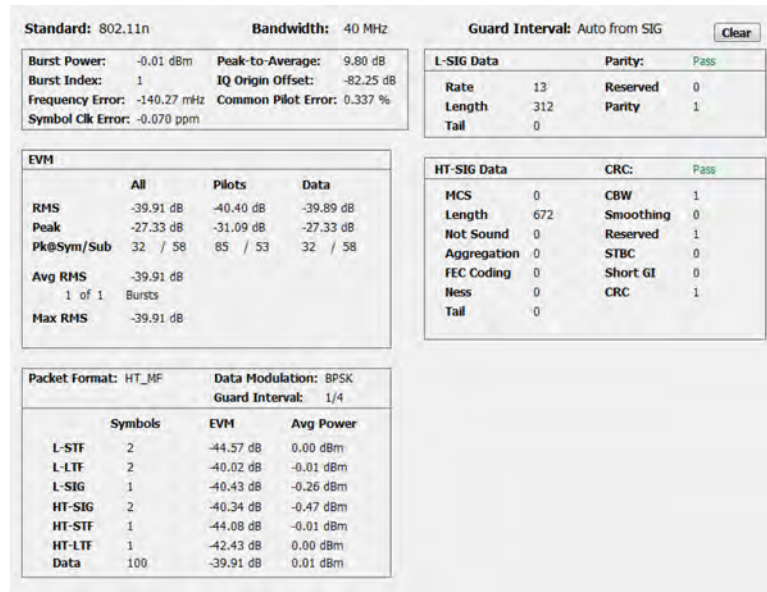 Standard: 802.11n Bandwidth: 40 MHz Guard Interval: Auto from SIG Clear
Burst Power: -0.01 dBm Peak-to-Average: 9.80 dB
Burst Index: 1 IQ Origin Offset: -82.25 dB
Frequency Error: -140.27 mHz Common Pilot Error: 0.337 %
Symbol Clk Error: -0.070 ppm
L-SIG Data Parity: Pass
Rate 13 Reserved 0
Length 312 Parity 1
Tail 0
EVM
All Pilots Data
RMS -39.91 dB -40.40 dB -39.89 dB
Peak -27.33 dB -31.09 dB -27.33 dB
Pk@Sym/Sub 32 / 58 85 / 53 32 / 58
Avg RMS -39.91 dB
1 of 1 Bursts
Max RMS -39.91 dB
HT-SIG Data CRC: Pass
MCS 0 CBW 1
Length 672 Smoothing 0
Not Sound 0 Reserved 1
Aggregation 0 STBC 0
FEC Coding 0 Short GI 0
Ness 0 CRC 1
Tail 0
Packet Format: HT_MF Data Modulation: BPSK
Guard Interval: 1/4
Symbols EVM Avg Power
L-STF 2 -44.57 dB 0.00 dBm
L-LTF 2 -40.02 dB -0.01 dBm
L-SIG 1 -40.43 dB -0.26 dBm
HT-SIG 2 -40.34 dB -0.47 dBm
HT-STF 1 -44.08 dB -0.01 dBm
HT-LTF 1 -42.43 dB 0.00 dBm
Data 100 -39.91 dB 0.01 dBm